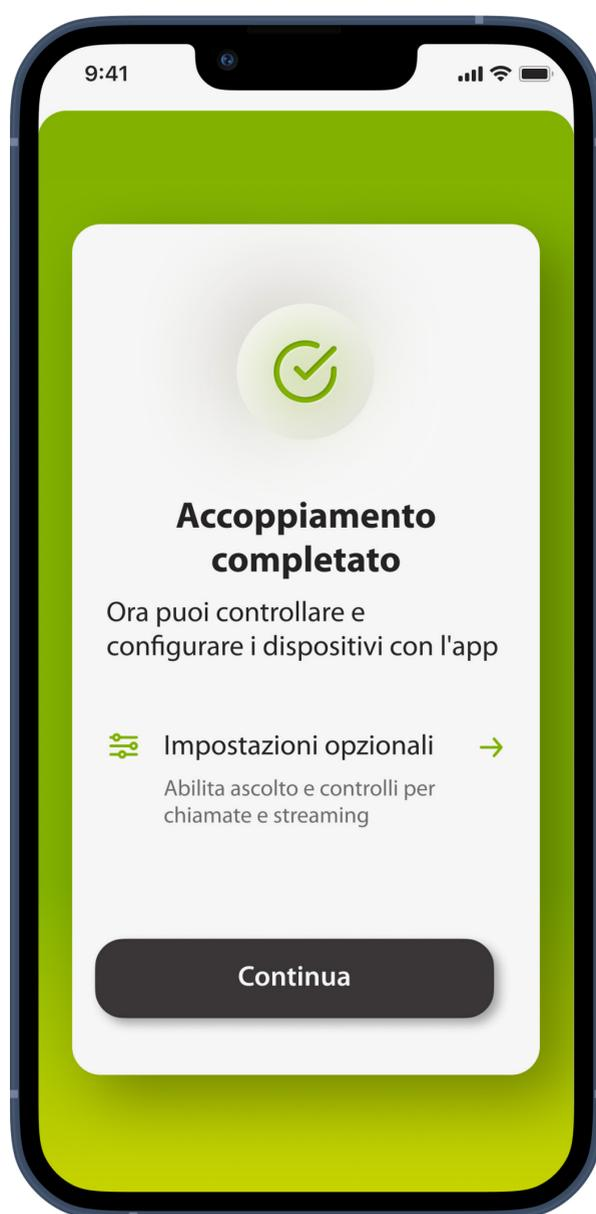 9:41
Accoppiamento
completato
Ora puoi controllare e
configurare i dispositivi con l'app
Impostazioni opzionali
Abilita ascolto e controlli per
chiamate e streaming
Continua